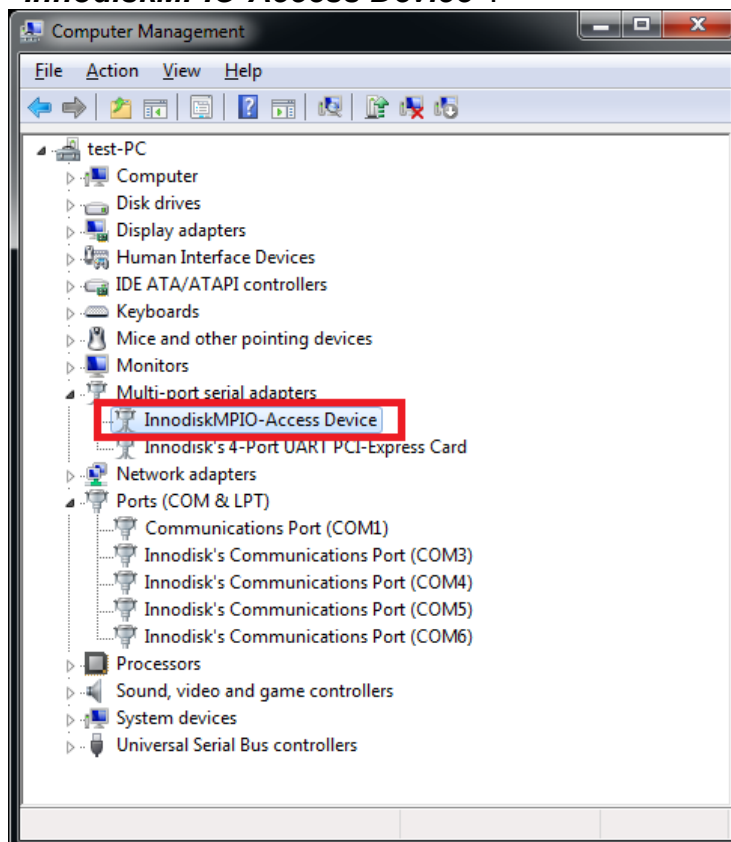 InnodiskMPIO-Access Device
Computer Management
File Action View Help
test-PC
Computer
Disk drives
Display adapters
Human Interface Devices
IDE ATA/ATAPI controllers
Keyboards
Mice and other pointing devices
Monitors
Multi-port serial adapters
InnodiskMPIO-Access Device
Innodisk's 4-Port UART PCI-Express Card
Network adapters
Ports (COM & LPT)
Communications Port (COM1)
Innodisk's Communications Port (COM3)
Innodisk's Communications Port (COM4)
Innodisk's Communications Port (COM5)
Innodisk's Communications Port (COM6)
Processors
Sound, video and game controllers
System devices
Universal Serial Bus controllers